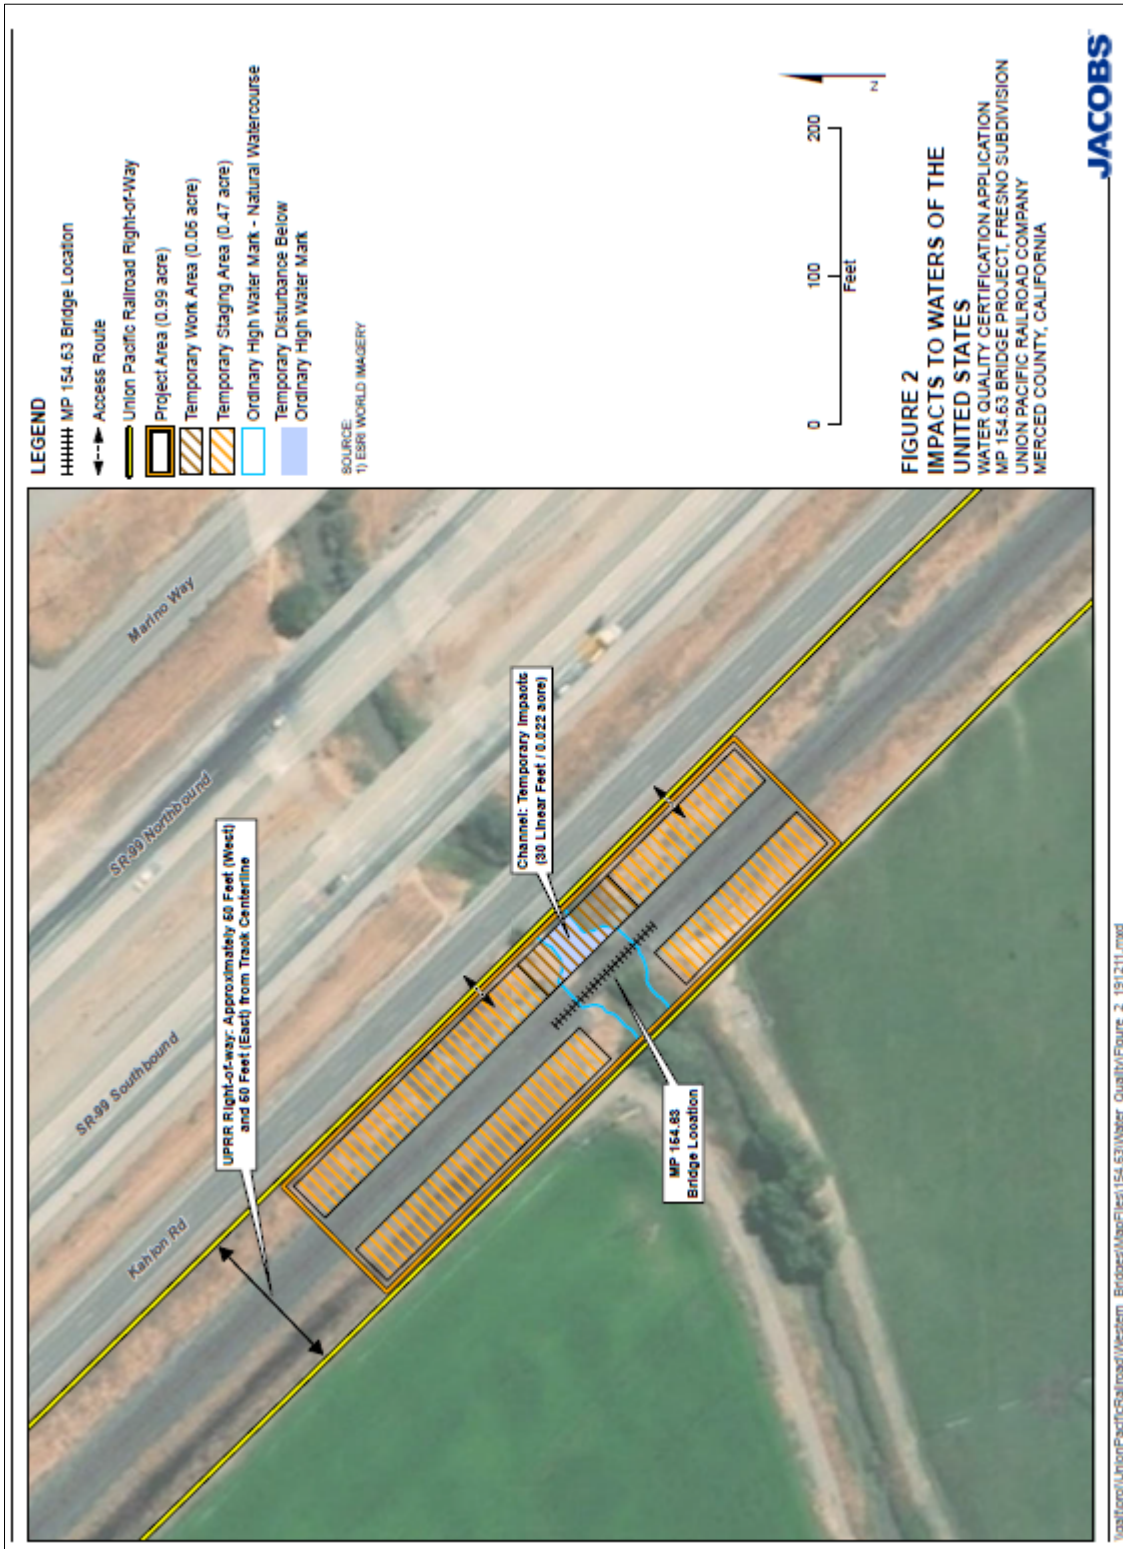 LEGEND
MP 154.63 Bridge Location
Access Route
Union Pacific Railroad Right-of-Way
Project Area (0.99 acre)
Temporary Work Area (0.06 acre)
Temporary Staging Area (0.47 acre)
Ordinary High Water Mark - Natural Watercourse
Temporary Disturbance Below
Ordinary High Water Mark
SOURCE:
1) ESRI WORLD IMAGERY
Marino Way
SR-99 Northbound
SR-99 Southbound
Kahlon Rd
UPRR Right-of-way: Approximately 50 Feet (West)
and 50 Feet (East) from Track Centerline
Channel: Temporary Impacts
(30 Linear Feet / 0.022 acre)
MP 154.63
Bridge Location
N
0
100
200
Feet
FIGURE 2
IMPACTS TO WATERS OF THE
UNITED STATES
WATER QUALITY CERTIFICATION APPLICATION
MP 154.63 BRIDGE PROJECT, FRESNO SUBDIVISION
UNION PACIFIC RAILROAD COMPANY
MERCED COUNTY, CALIFORNIA
JACOBS